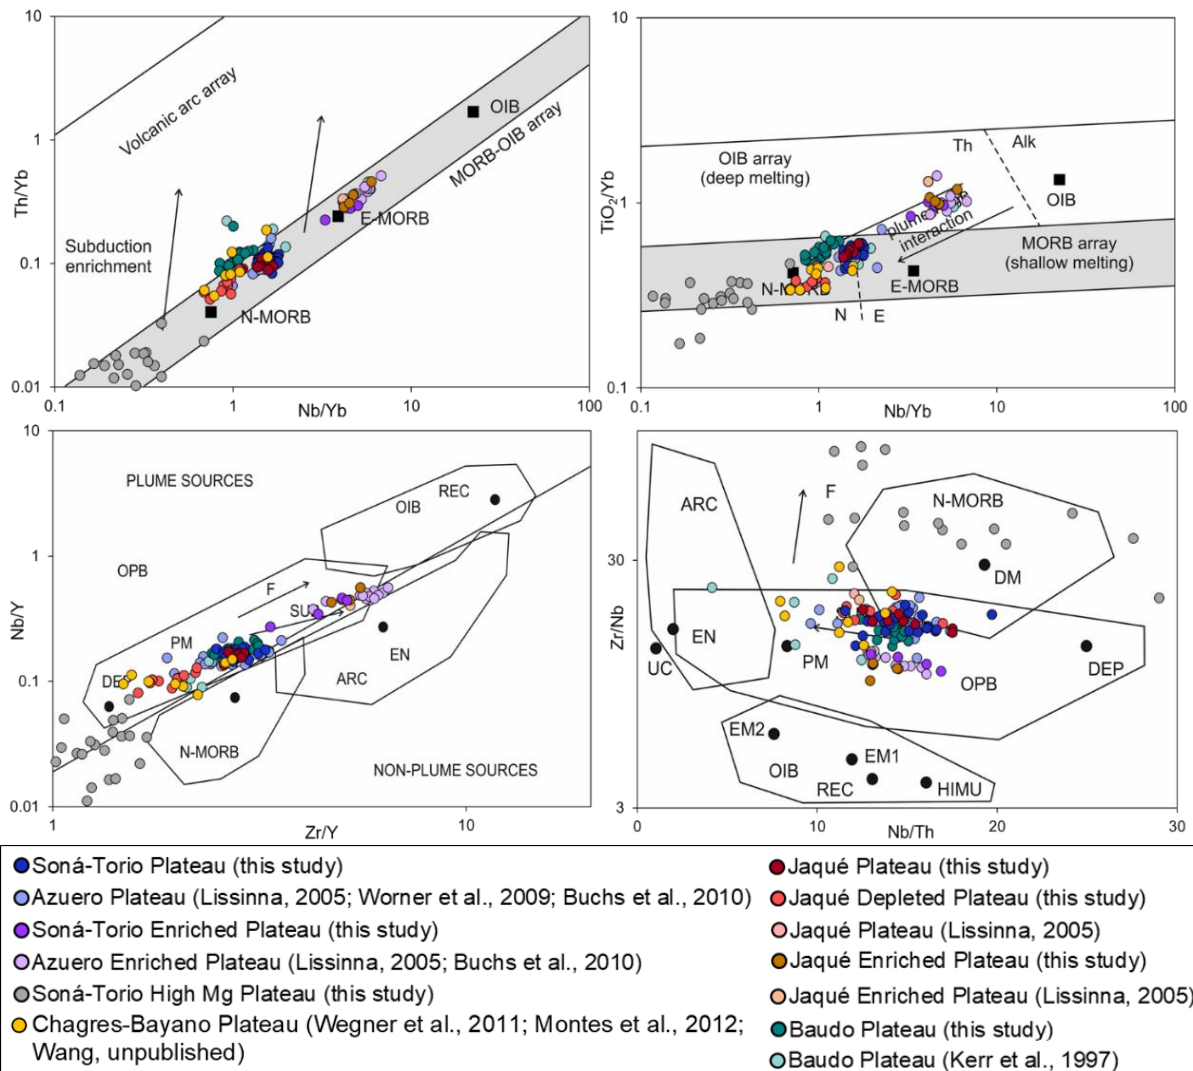 10
1
0.1
0.01
Th/Yb
Volcanic arc array
OIB
MORB-OIB array
E-MORB
Subduction
enrichment
N-MORB
0.1
1
10
100
Nb/Yb
10
1
0.1
TiO2/Yb
OIB array
(deep melting)
Th
Alk
OIB
interaction
MORB array
(shallow melting)
E-MORB
N
E
0.1
1
10
100
Nb/Yb
10
1
0.1
0.01
Nb/Y
PLUME SOURCES
REC
OIB
OPB
F
PM
EN
ARC
N-MORB
NON-PLUME SOURCES
1
10
Zr/Y
30
3
Zr/Nb
F
N-MORB
ARC
DM
EN
UC
PM
OPB
DEP
EM2
EM1
OIB
REC
HIMU
0
10
20
30
Nb/Th
Soná-Torio Plateau (this study)
Azuero Plateau (Lissinna, 2005; Worner et al., 2009; Buchs et al., 2010)
Soná-Torio Enriched Plateau (this study)
Azuero Enriched Plateau (Lissinna, 2005; Buchs et al., 2010)
Soná-Torio High Mg Plateau (this study)
Chagres-Bayano Plateau (Wegner et al., 2011; Montes et al., 2012;
Wang, unpublished)
Jaqué Plateau (this study)
Jaqué Depleted Plateau (this study)
Jaqué Plateau (Lissinna, 2005)
Jaqué Enriched Plateau (this study)
Jaqué Enriched Plateau (Lissinna, 2005)
Baudo Plateau (this study)
Baudo Plateau (Kerr et al., 1997)